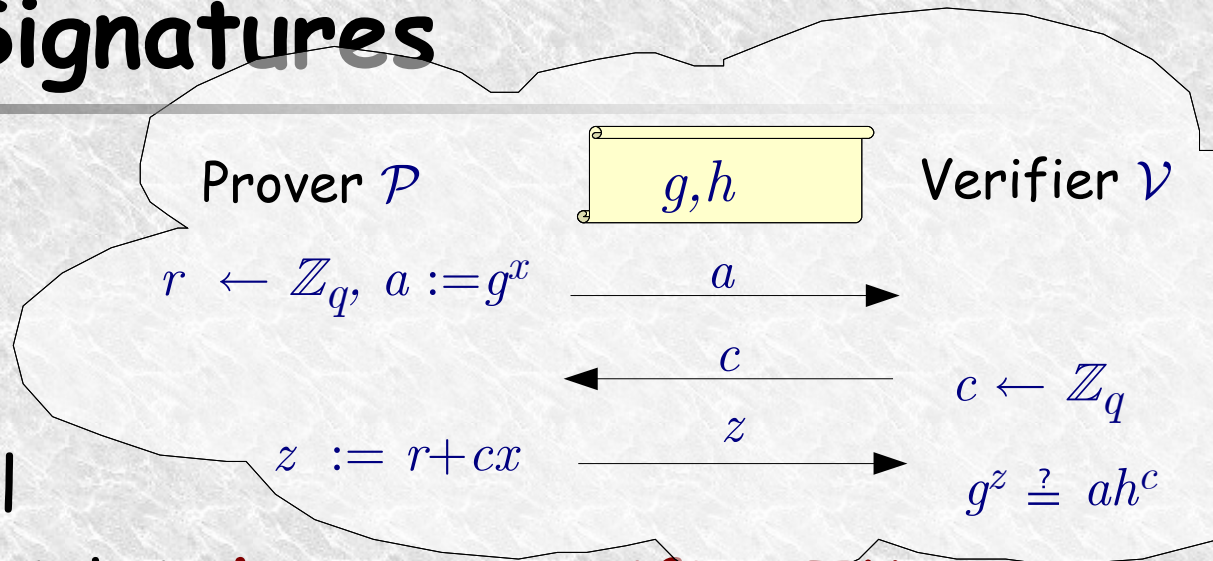 Signatures
Prover 𝒫
g,h
Verifier 𝒱
r ← ℤ_q, a :=g^x
a
c
c ← ℤ_q
z
z := r+cx
g^z ≟ ah^c